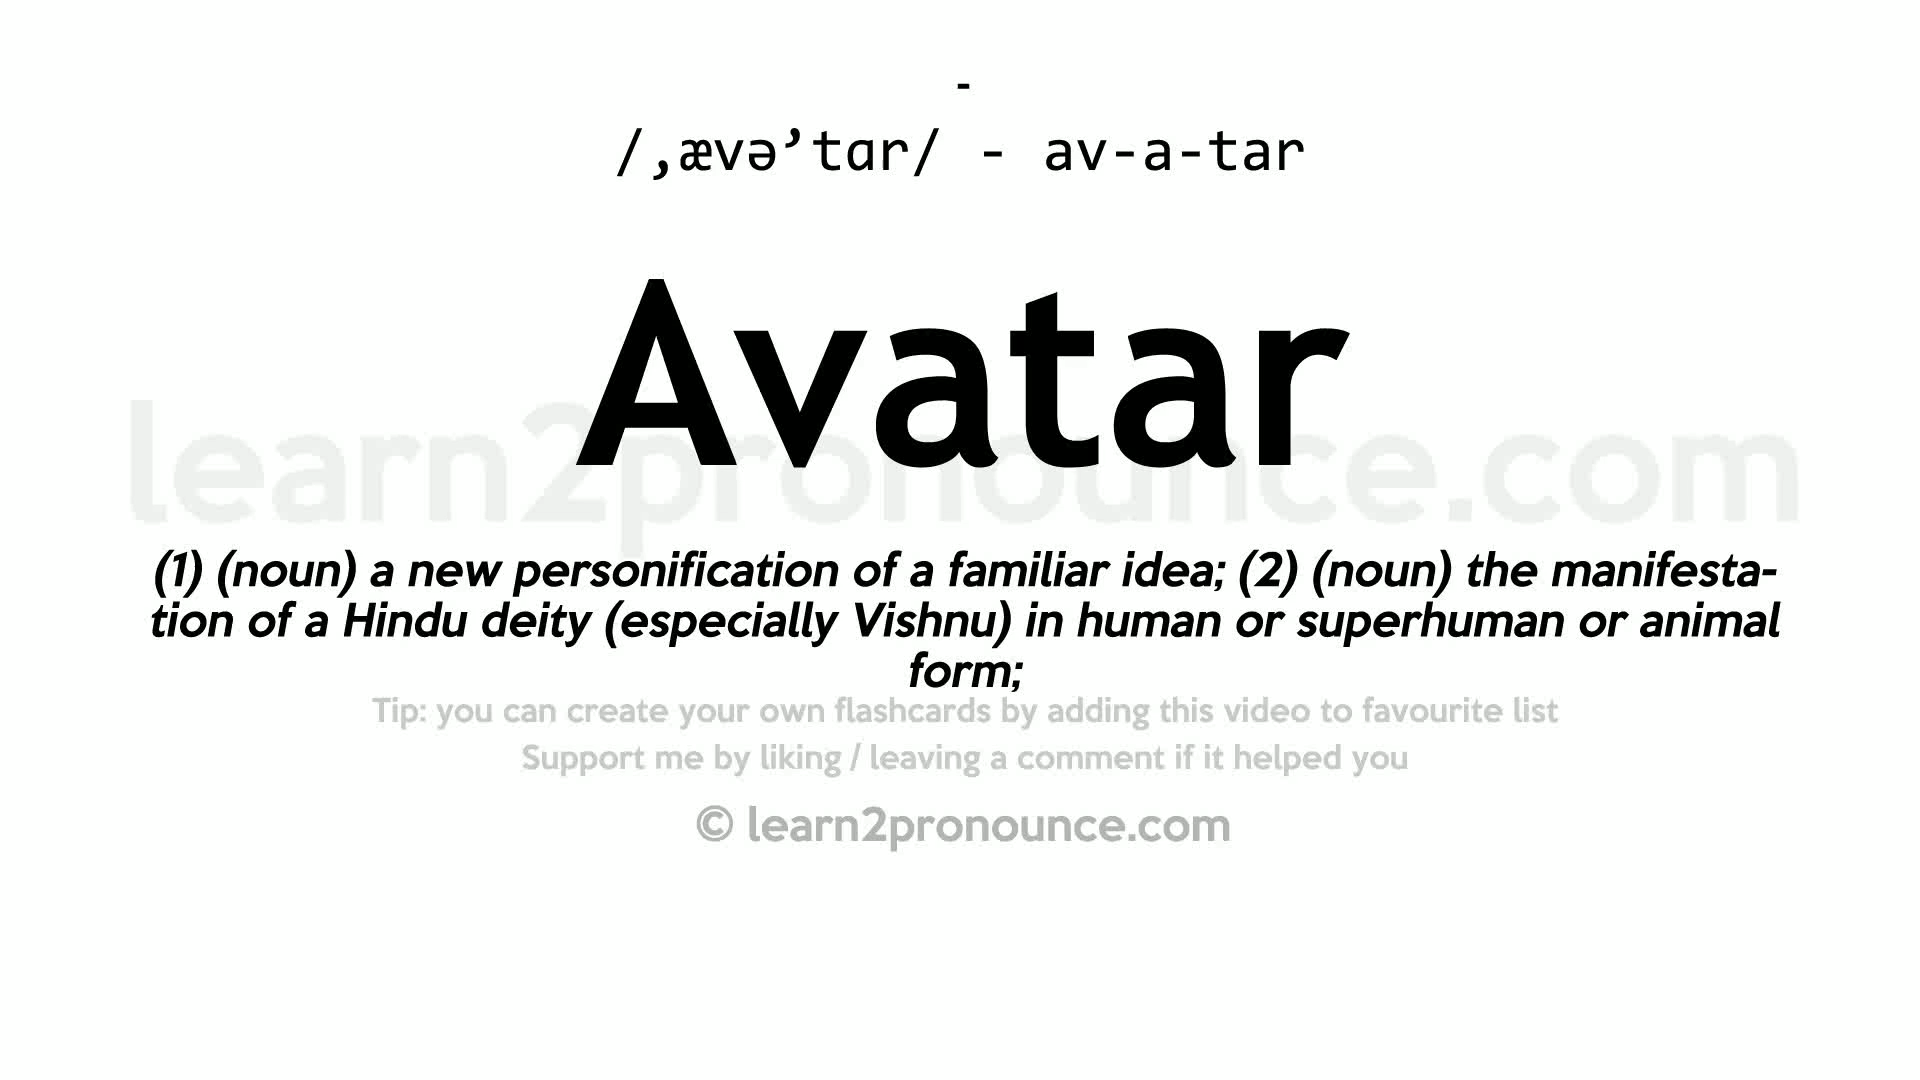 -
/,ævə’tɑr/ - av-a-tar
Avatar
learn2pronounce.com
(1) (noun) a new personification of a familiar idea; (2) (noun) the manifesta-
tion of a Hindu deity (especially Vishnu) in human or superhuman or animal
form;
Tip: you can create your own flashcards by adding this video to favourite list
Support me by liking / leaving a comment if it helped you
© learn2pronounce.com